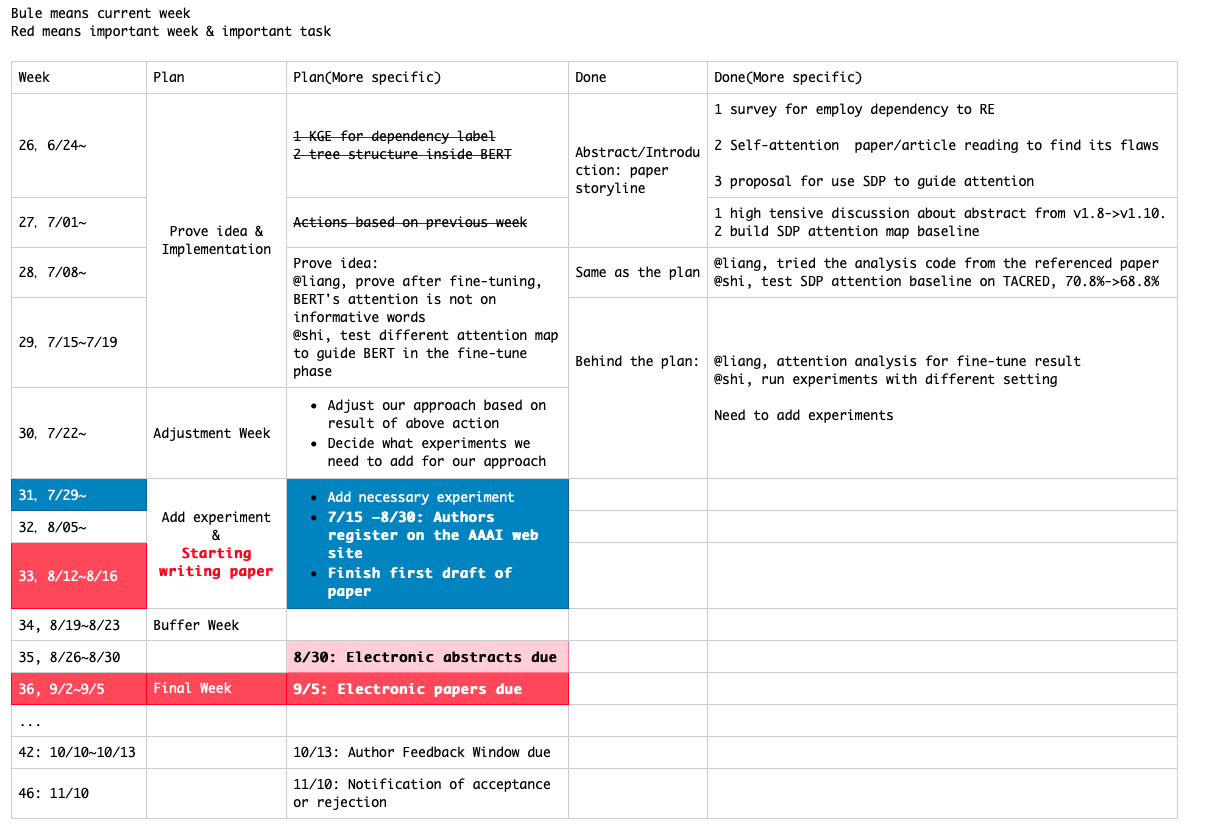 Bule means current week
Red means important week & important task
Week
Plan
Plan(More specific)
Done
Done(More specific)
26, 6/24~
Prove idea &
Implementation
1 KGE for dependency label
2 tree structure inside BERT
Abstract/Introdu
ction: paper
storyline
1 survey for employ dependency to RE
2 Self-attention  paper/article reading to find its flaws
3 proposal for use SDP to guide attention
27, 7/01~
Actions based on previous week
1 high tensive discussion about abstract from v1.8->v1.10.
2 build SDP attention map baseline
28, 7/08~
Prove idea:
@liang, prove after fine-tuning,
BERT's attention is not on
informative words
@shi, test different attention map
to guide BERT in the fine-tune
phase
Same as the plan
@liang, tried the analysis code from the referenced paper
@shi, test SDP attention baseline on TACRED, 70.8%->68.8%
29, 7/15~7/19
Behind the plan:
@liang, attention analysis for fine-tune result
@shi, run experiments with different setting
Need to add experiments
30, 7/22~
Adjustment Week
• Adjust our approach based on
result of above action
• Decide what experiments we
need to add for our approach
31, 7/29~
Add experiment
&
Starting
writing paper
• Add necessary experiment
• 7/15 –8/30: Authors
register on the AAAI web
site
• Finish first draft of
paper
32, 8/05~
33, 8/12~8/16
34, 8/19~8/23
Buffer Week
35, 8/26~8/30
8/30: Electronic abstracts due
36, 9/2~9/5
Final Week
9/5: Electronic papers due
...
42: 10/10~10/13
10/13: Author Feedback Window due
46: 11/10
11/10: Notification of acceptance
or rejection